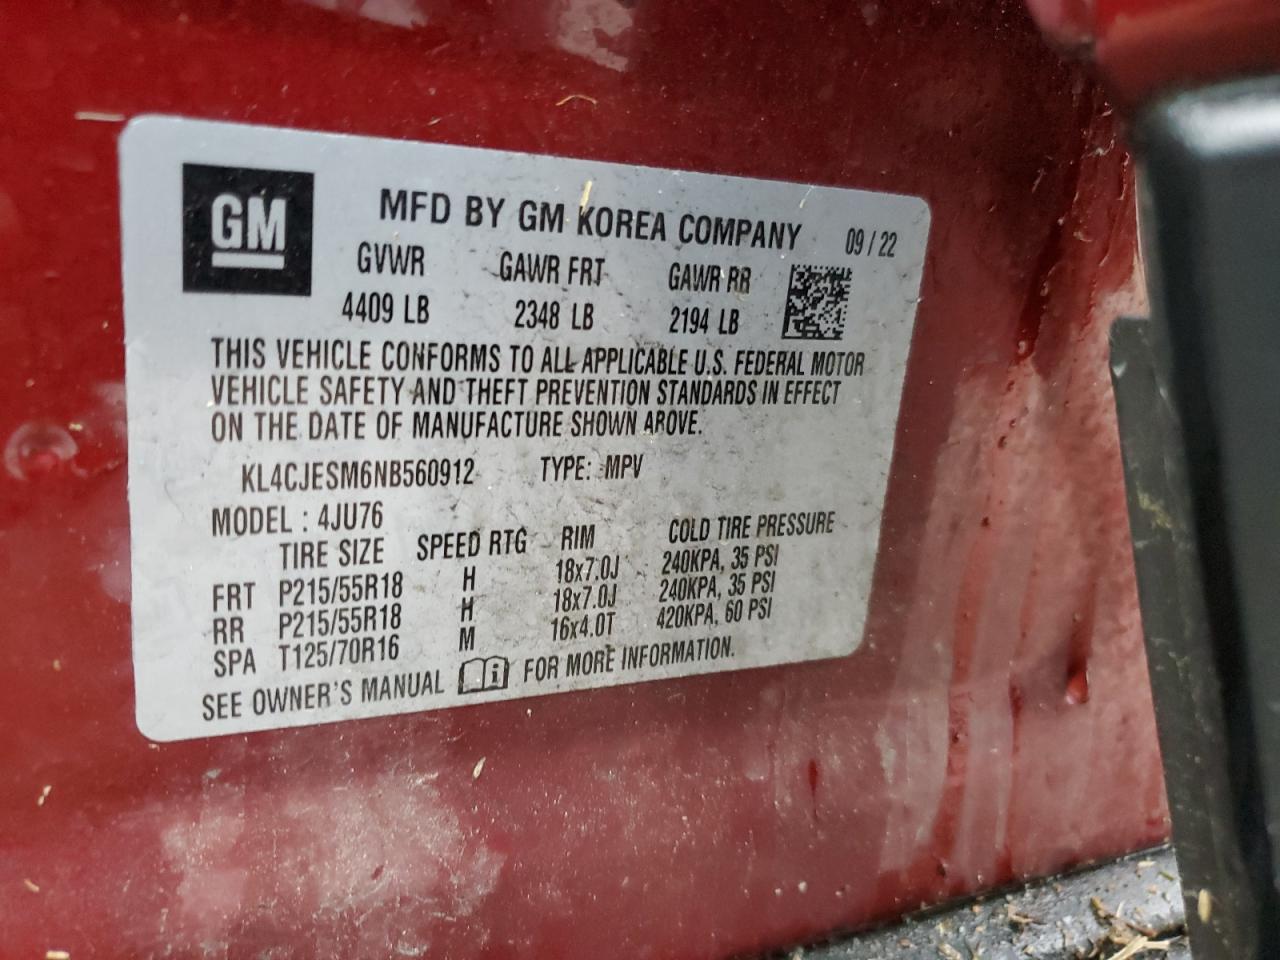 GM
MFD BY GM KOREA COMPANY 09 / 22
GVWR GAWR FRT GAWR RR
4409 LB 2348 LB 2194 LB
THIS VEHICLE CONFORMS TO ALL APPLICABLE U.S. FEDERAL MOTOR
VEHICLE SAFETY AND THEFT PREVENTION STANDARDS IN EFFECT
ON THE DATE OF MANUFACTURE SHOWN ABOVE.
KL4CJESM6NB560912 TYPE: MPV
MODEL : 4JU76
TIRE SIZE SPEED RTG RIM COLD TIRE PRESSURE
FRT P215/55R18 H 18x7.0J 240KPA, 35 PSI
RR P215/55R18 H 18x7.0J 240KPA, 35 PSI
SPA T125/70R16 M 16x4.0T 420KPA, 60 PSI
SEE OWNER'S MANUAL i FOR MORE INFORMATION.